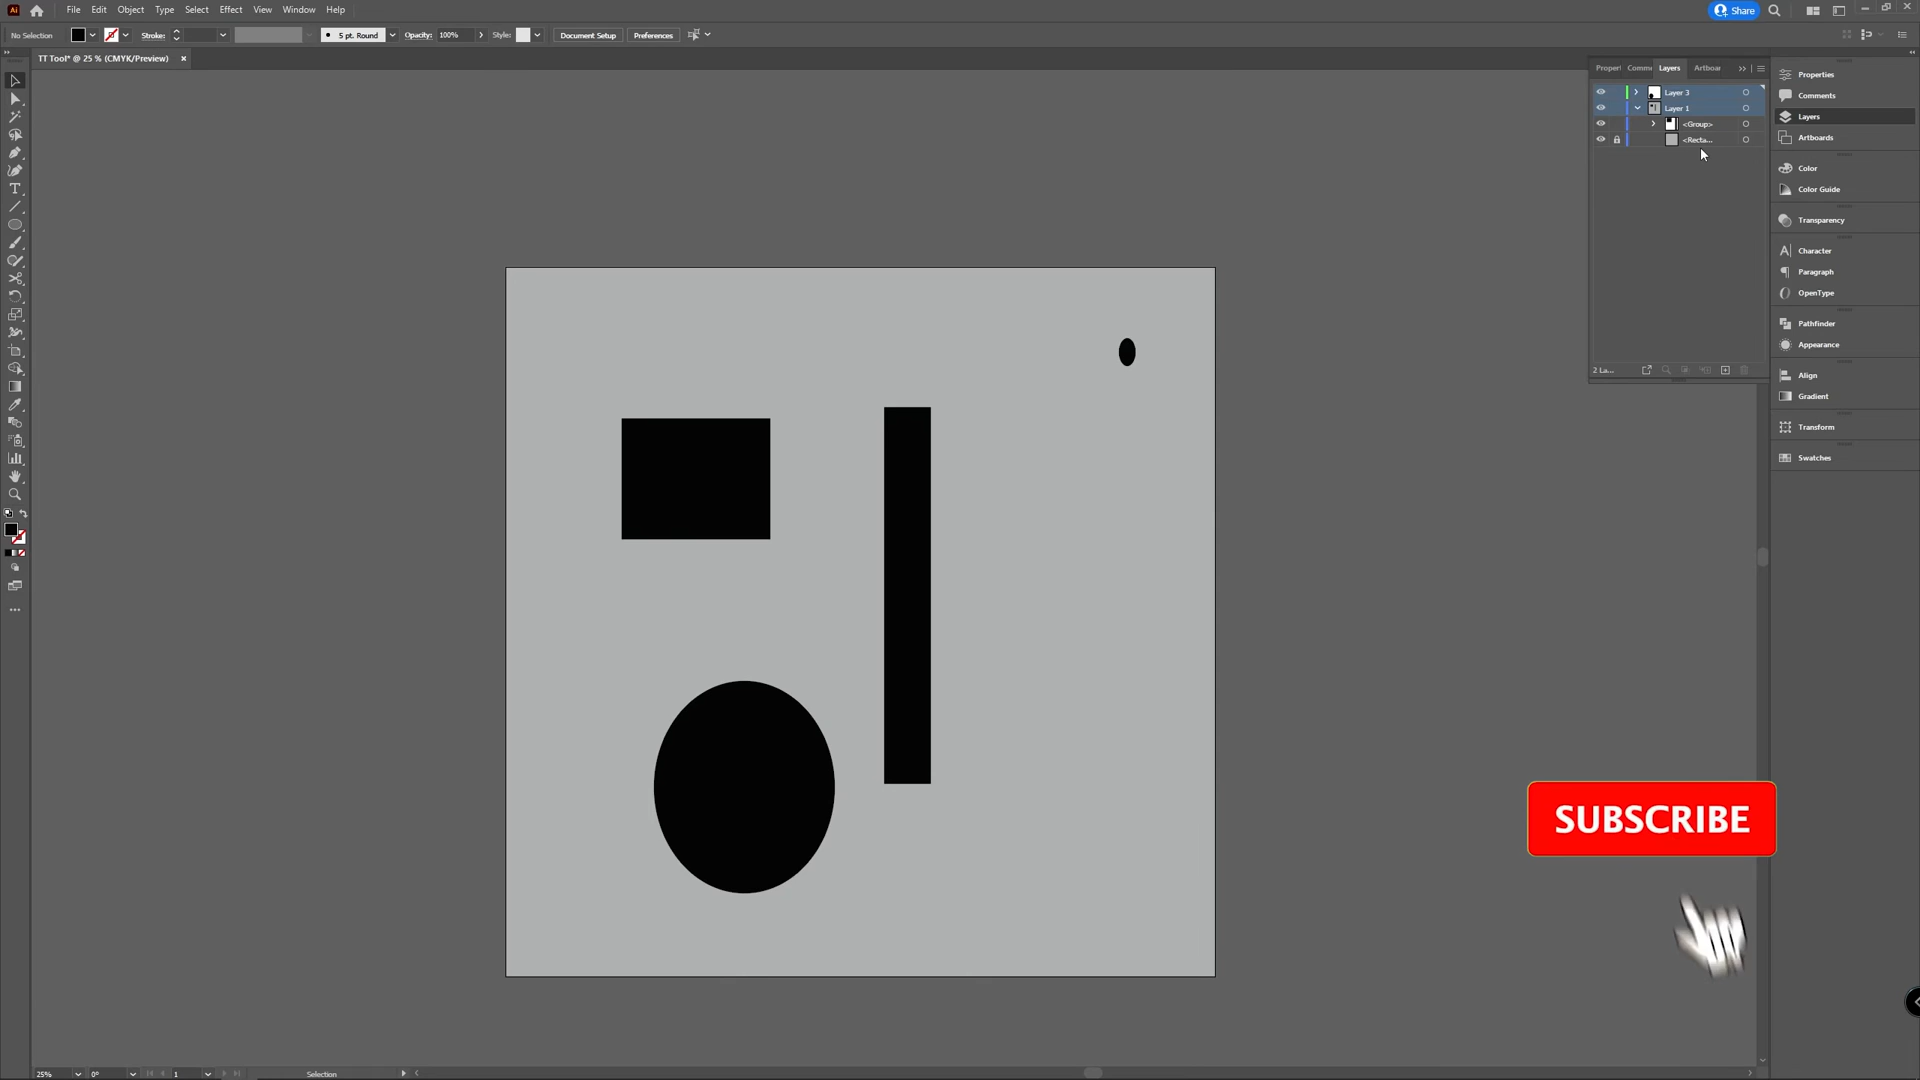 Ai File Edit Object Type Select Effect View Window Help Share
No Selection Stroke: 5 pt. Round Opacity: 100% Style: Document Setup Preferences
TT Tool* @ 25 % (CMYK/Preview)
Comm Layers Artboar
Layer 3
Layer 1
<Group>
<Recta...
2 La...
Properties
Comments
Layers
Artboards
Color
Color Guide
Transparency
Character
Paragraph
OpenType
Pathfinder
Appearance
Align
Gradient
Transform
Swatches
SUBSCRIBE
25% 0° 1 Selection